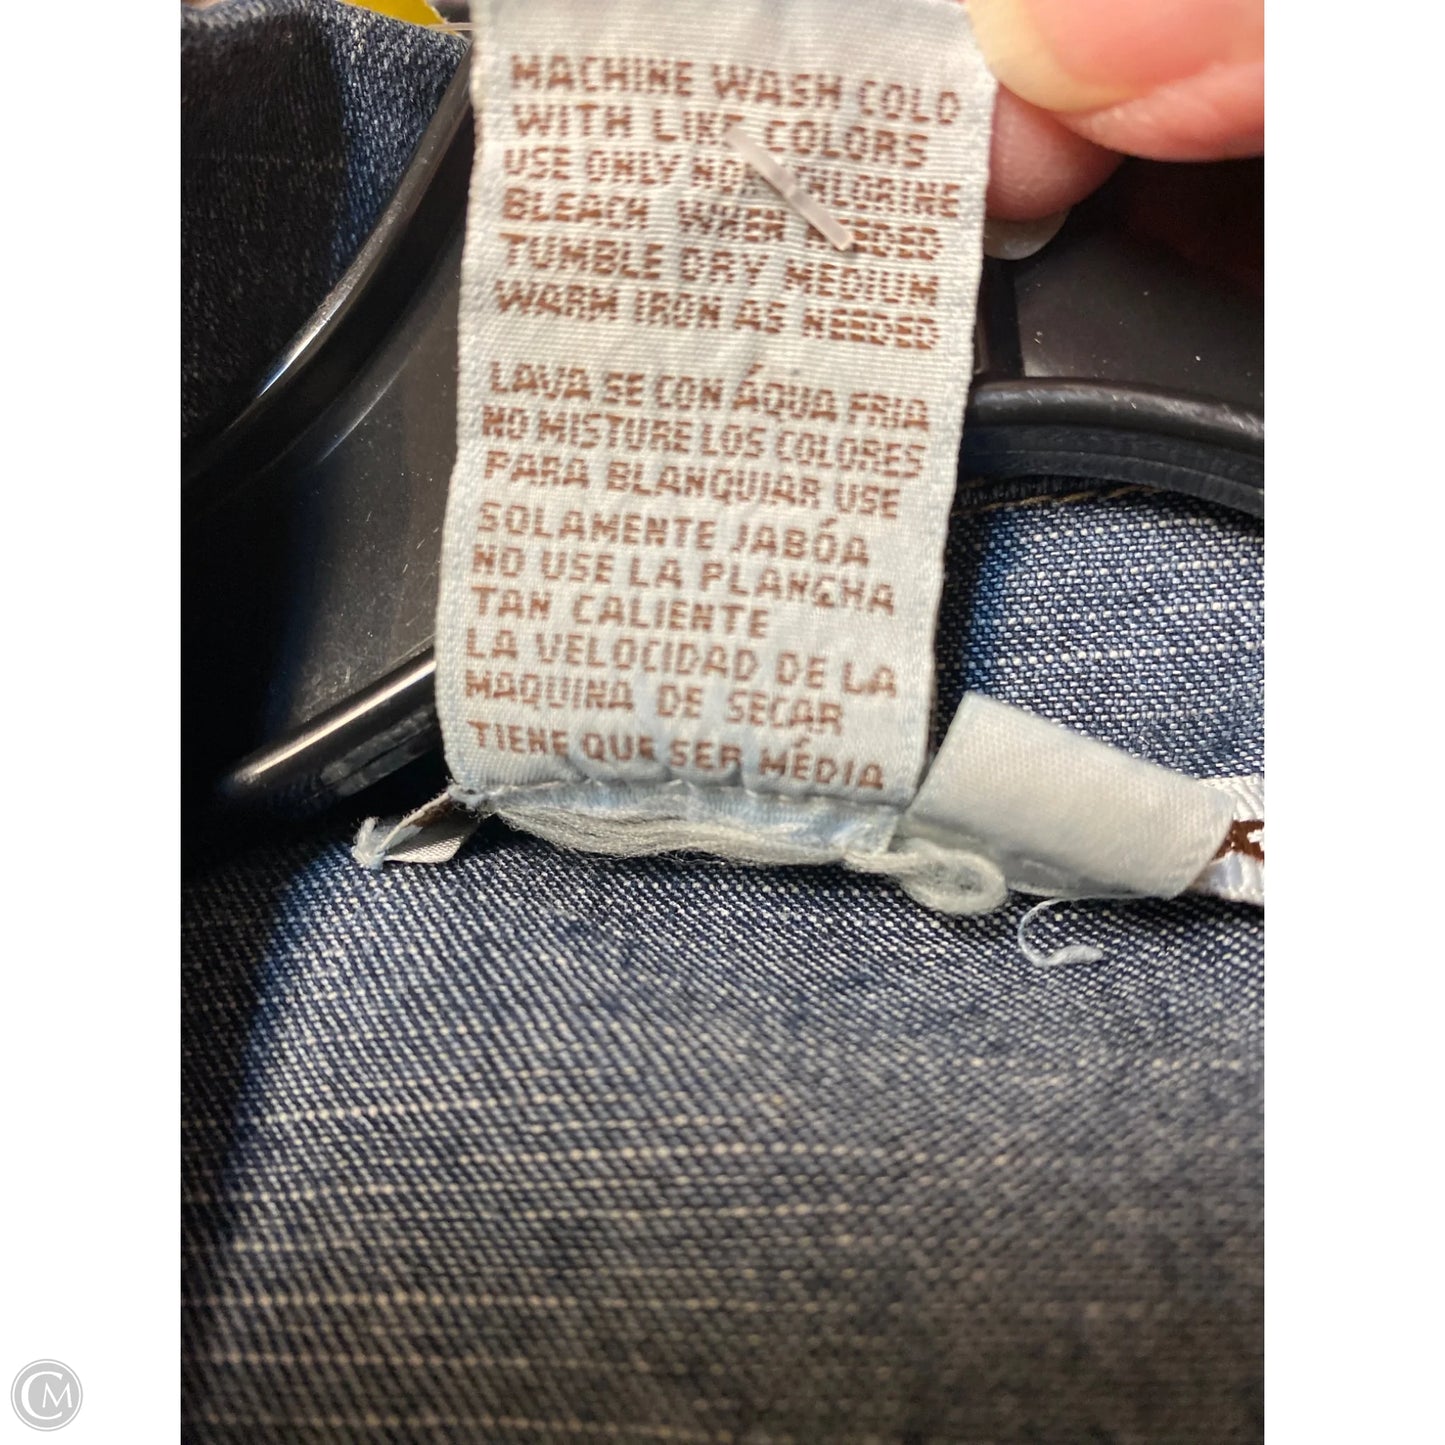 MACHINE WASH COLD
WITH LIKE COLORS
USE ONLY NON CHLORINE
BLEACH WHEN NEEDED
TUMBLE DRY MEDIUM
WARM IRON AS NEEDED
LAVA SE CON ÁQUA FRIA
NO MISTURE LOS COLORES
PARA BLANQUIAR USE
SOLAMENTE JABÓA
NO USE LA PLANCHA
TAN CALIENTE
LA VELOCIDAD DE LA
MAQUINA DE SECAR
TIENE QUE SER MÉDIA
CM